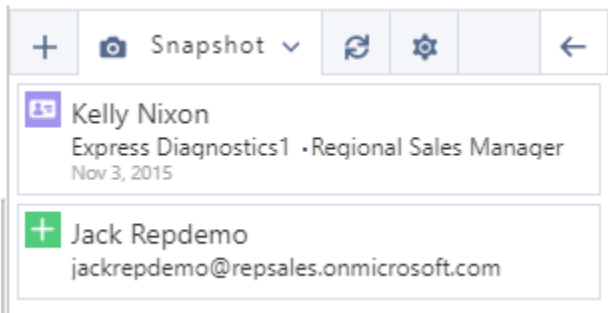 Snapshot
Kelly Nixon
Express Diagnostics1 •Regional Sales Manager
Nov 3, 2015
Jack Repdemo
jackrepdemo@repsales.onmicrosoft.com